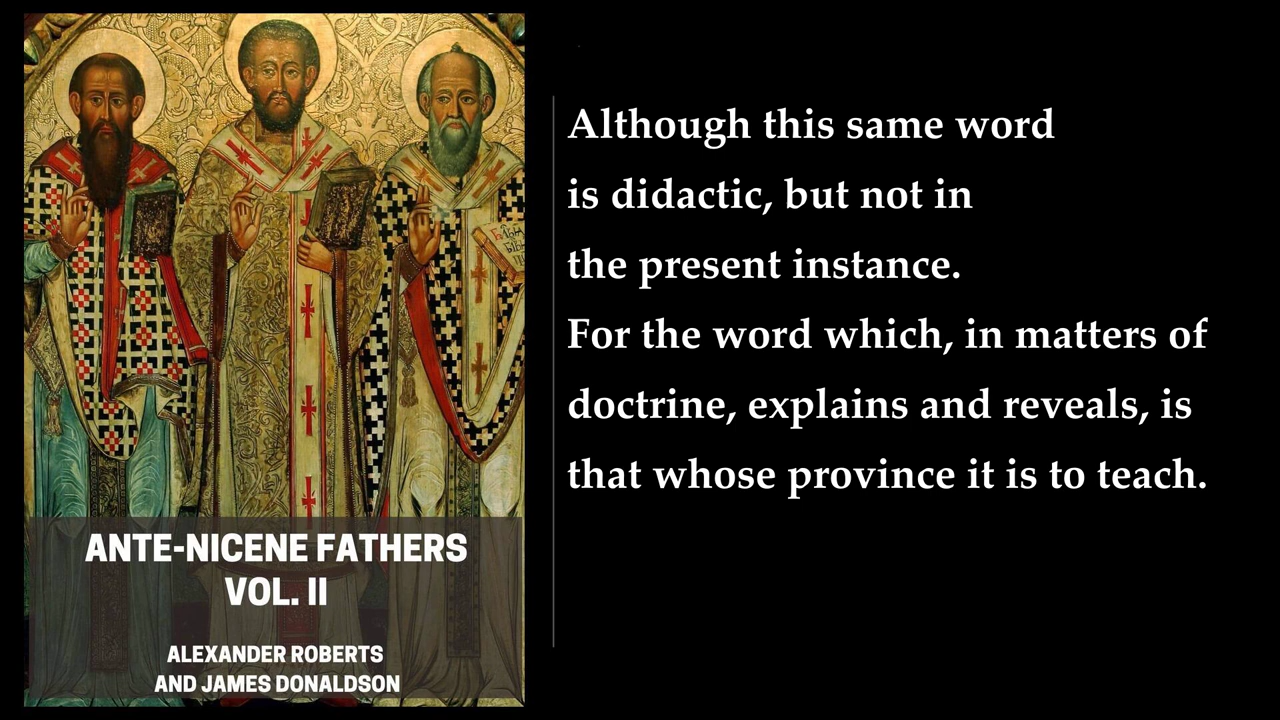 ANTE-NICENE FATHERS
VOL. II
ALEXANDER ROBERTS
AND JAMES DONALDSON
Although this same word
is didactic, but not in
the present instance.
For the word which, in matters of
doctrine, explains and reveals, is
that whose province it is to teach.